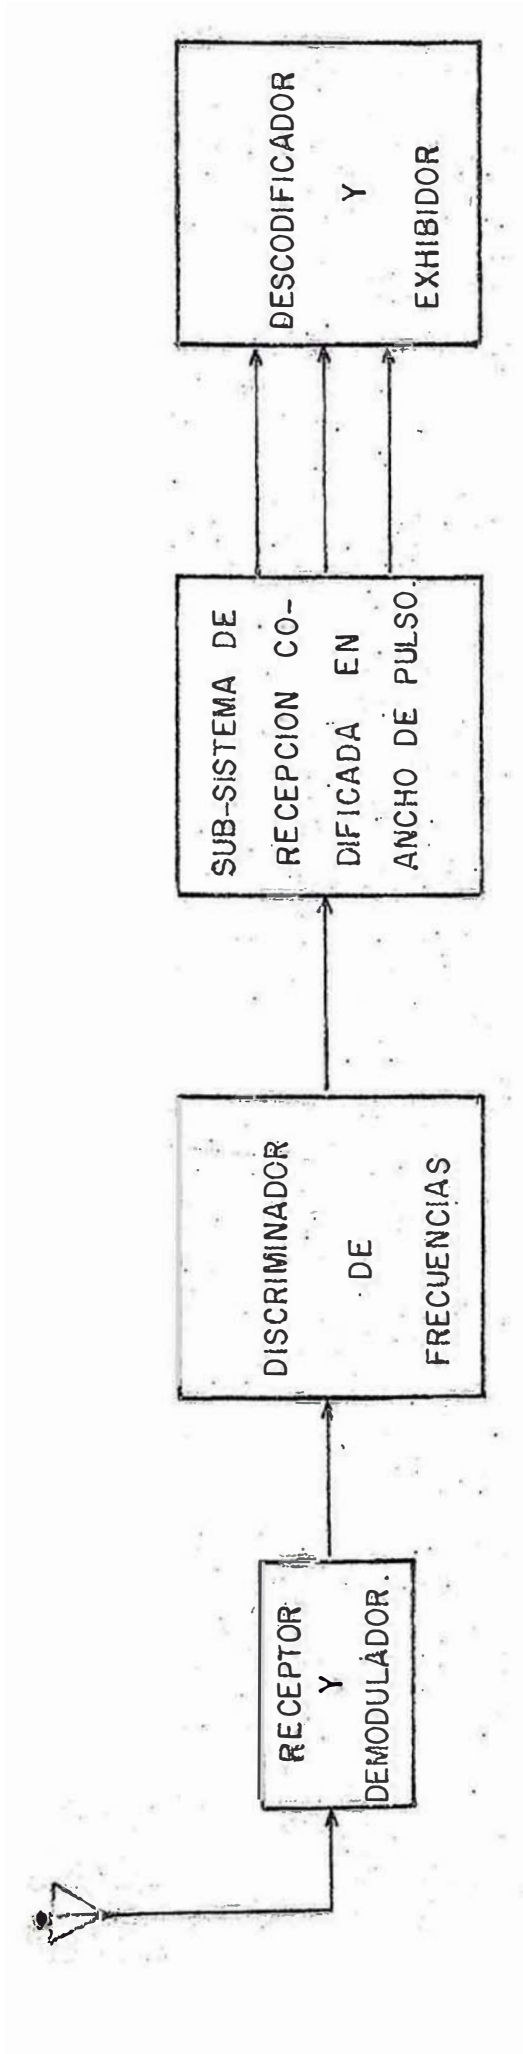 RECEPTOR
Y
DEMODULADOR.
DISCRIMINADOR
DE
FRECUENCIAS
SUB-SISTEMA DE
RECEPCION CO-
DIFICADA EN
ANCHO DE PULSO.
DESCODIFICADOR
Y
EXHIBIDOR